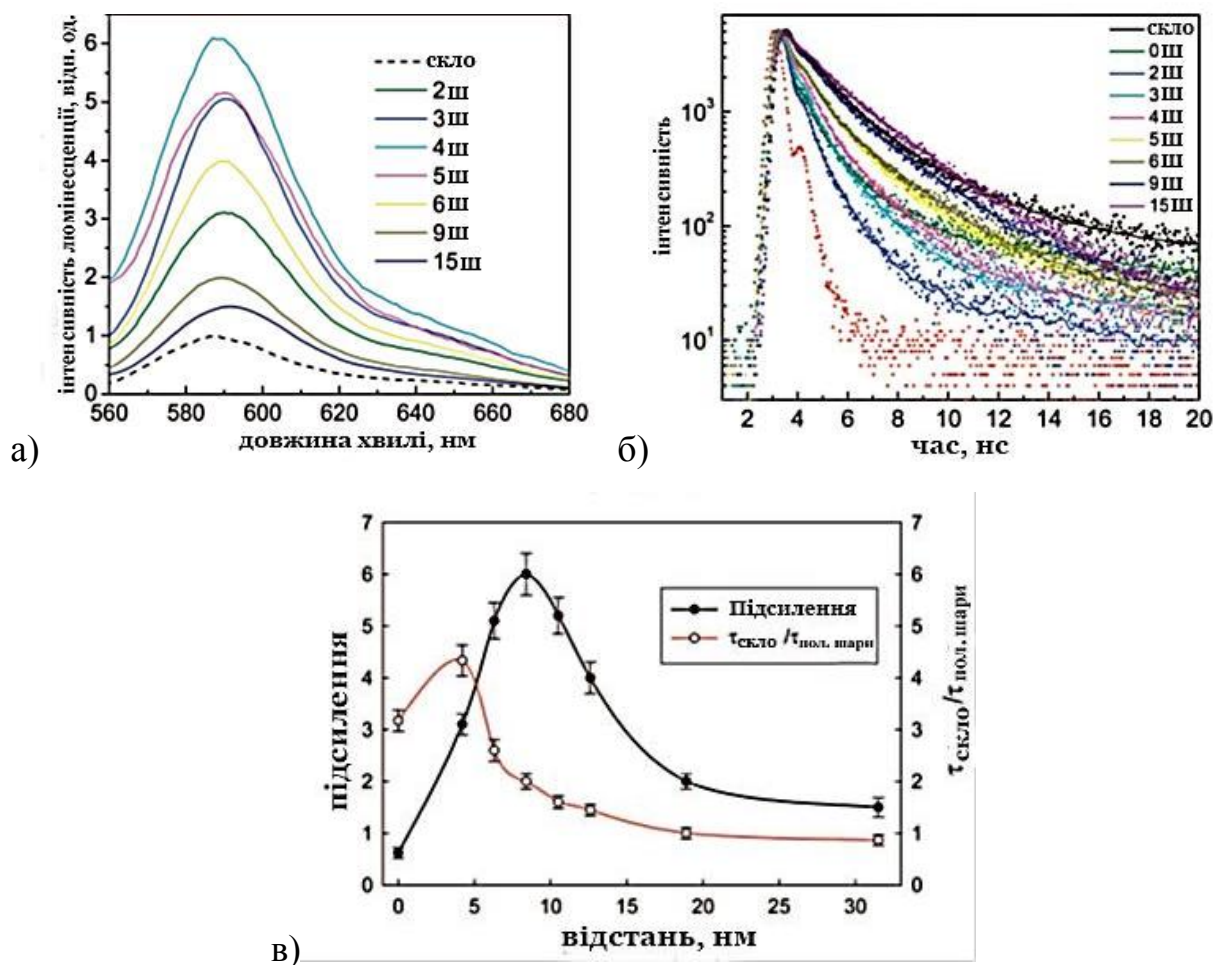 інтенсивність люмінесценції, відн. од.
6
5
4
3
2
1
0
скло
2Ш
3Ш
4Ш
5Ш
6Ш
9Ш
15Ш
560 580 600 620 640 660 680
довжина хвилі, нм
а)
інтенсивність
10³
10²
10¹
скло
0Ш
2Ш
3Ш
4Ш
5Ш
6Ш
9Ш
15Ш
2 4 6 8 10 12 14 16 18 20
час, нс
б)
підсилення
7
6
5
4
3
2
1
0
Підсилення
τскло /τпол. шари
7
6
5
4
3
2
1
0
τскло/τпол. шари
0 5 10 15 20 25 30
відстань, нм
в)